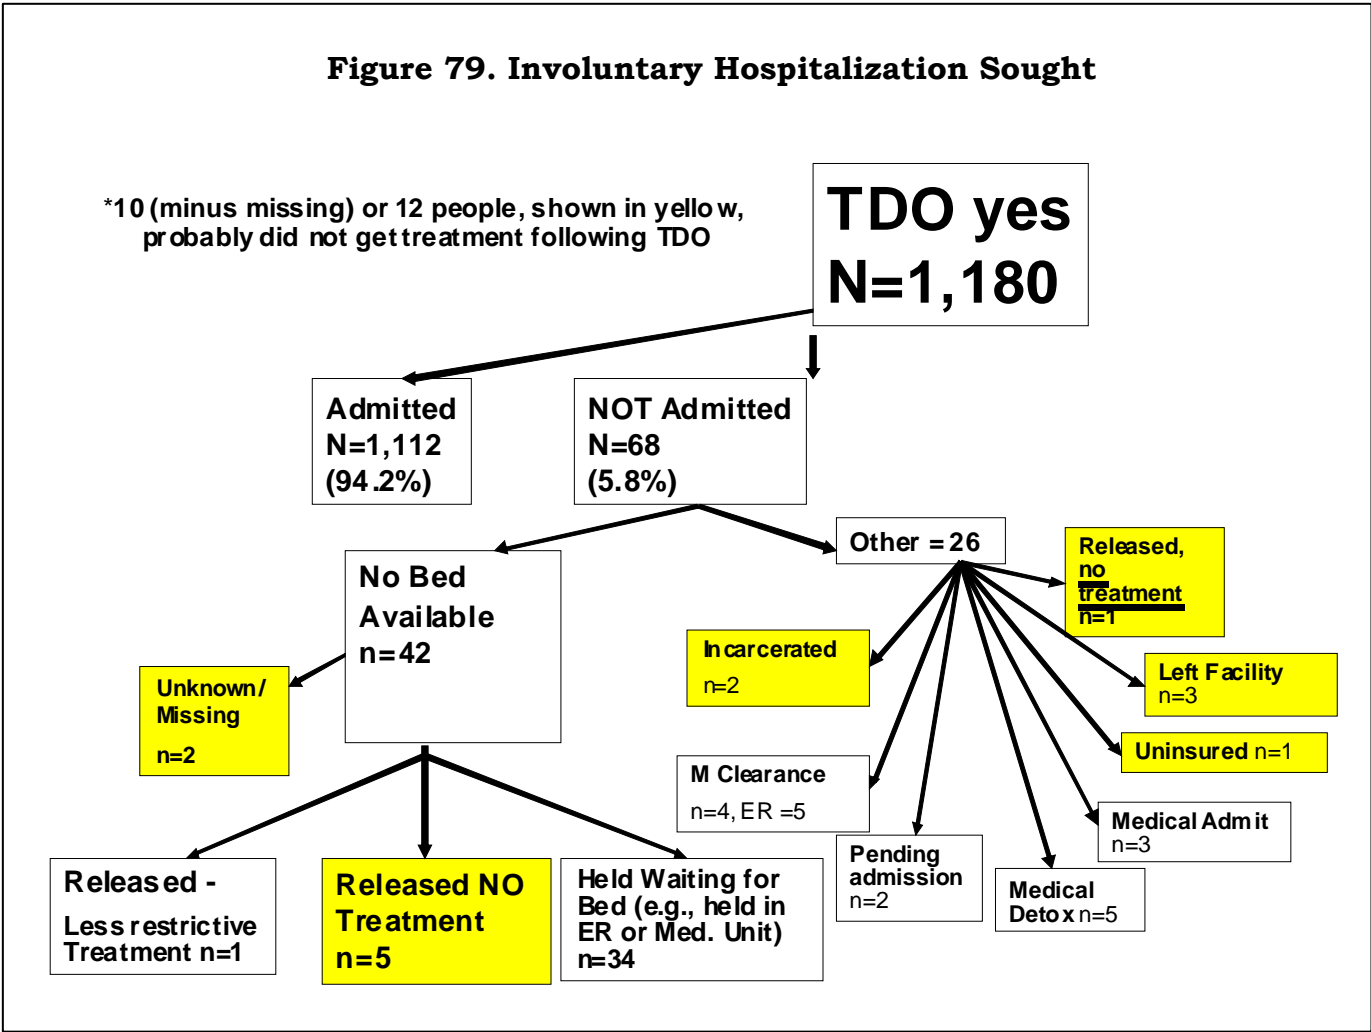 Figure 79. Involuntary Hospitalization Sought
*10 (minus missing) or 12 people, shown in yellow,
probably did not get treatment following TDO
TDO yes
N=1,180
Admitted
N=1,112
(94.2%)
NOT Admitted
N=68
(5.8%)
No Bed
Available
n=42
Other = 26
Released,
no
treatment
n=1
Incarcerated
n=2
Left Facility
n=3
Unknown/
Missing
n=2
Uninsured n=1
M Clearance
n=4, ER =5
Medical Admit
n=3
Pending
admission
n=2
Medical
Detox n=5
Released -
Less restrictive
Treatment n=1
Released NO
Treatment
n=5
Held Waiting for
Bed (e.g., held in
ER or Med. Unit)
n=34